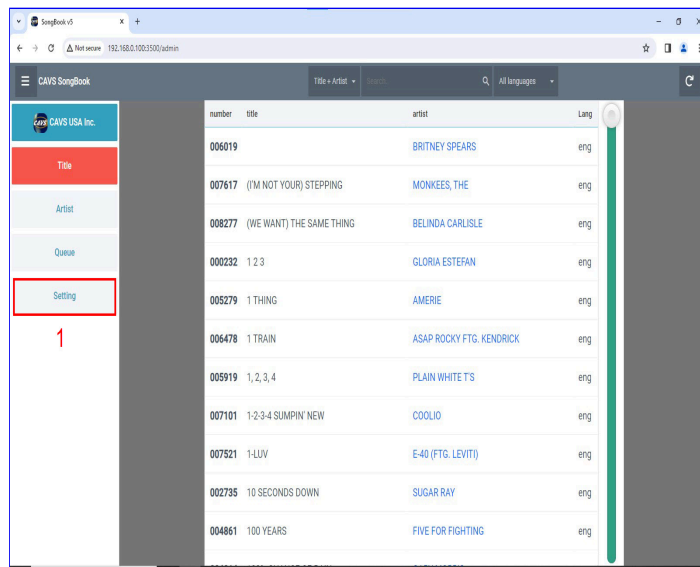 SongBook v5
Not secure 192.168.0.100:3500/admin
CAVS SongBook
Title + Artist
Search
All languages
CAVS CAVS USA Inc.
Title
Artist
Queue
Setting
1
number title artist Lang
006019 BRITNEY SPEARS eng
007617 (I'M NOT YOUR) STEPPING MONKEES, THE eng
008277 (WE WANT) THE SAME THING BELINDA CARLISLE eng
000232 1 2 3 GLORIA ESTEFAN eng
005279 1 THING AMERIE eng
006478 1 TRAIN ASAP ROCKY FTG. KENDRICK eng
005919 1, 2, 3, 4 PLAIN WHITE T'S eng
007101 1-2-3-4 SUMPIN' NEW COOLIO eng
007521 1-LUV E-40 (FTG. LEVITI) eng
002735 10 SECONDS DOWN SUGAR RAY eng
004861 100 YEARS FIVE FOR FIGHTING eng